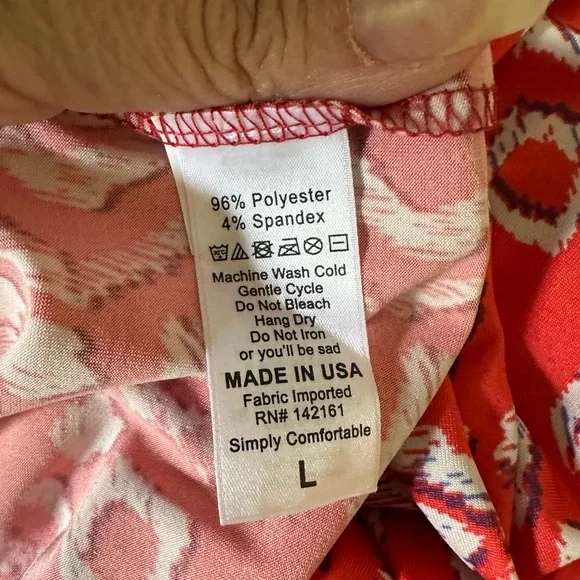 96% Polyester
4% Spandex
Machine Wash Cold
Gentle Cycle
Do Not Bleach
Hang Dry
Do Not Iron
or you'll be sad
MADE IN USA
Fabric Imported
RN# 142161
Simply Comfortable
L